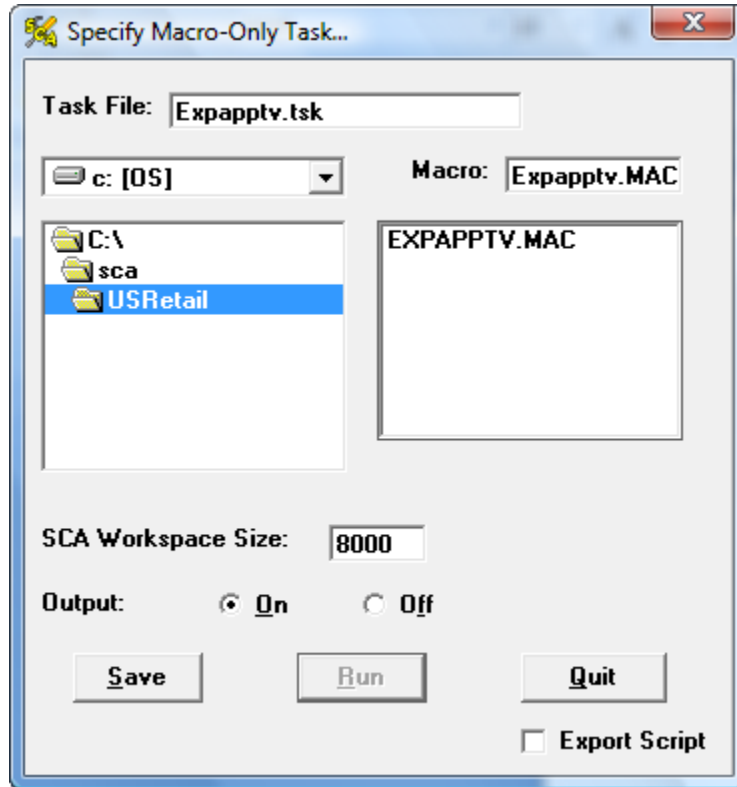 Specify Macro-Only Task...
Task File: Expapptv.tsk
c: [OS] Macro: Expapptv.MAC
C:\
sca
USRetail
EXPAPPTV.MAC
SCA Workspace Size: 8000
Output: On Off
Save Run Quit
Export Script